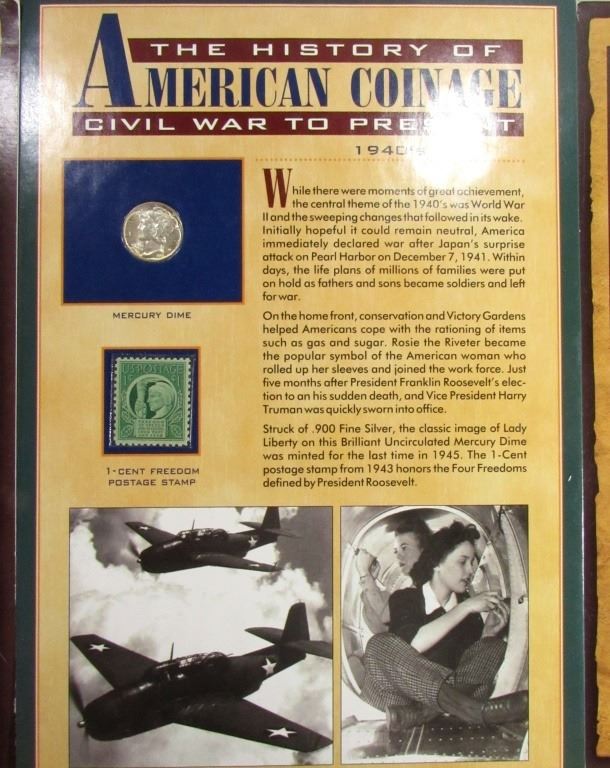 THE HISTORY OF
AMERICAN COINAGE
CIVIL WAR TO PRESENT
1940's
While there were moments of great achievement,
the central theme of the 1940's was World War
II and the sweeping changes that followed in its wake.
Initially hopeful it could remain neutral, America
immediately declared war after Japan's surprise
attack on Pearl Harbor on December 7, 1941. Within
days, the life plans of millions of families were put
on hold as fathers and sons became soldiers and left
for war.
MERCURY DIME
On the home front, conservation and Victory Gardens
helped Americans cope with the rationing of items
such as gas and sugar. Rosie the Riveter became
the popular symbol of the American woman who
rolled up her sleeves and joined the work force. Just
five months after President Franklin Roosevelt's elec-
tion to an his sudden death, and Vice President Harry
Truman was quickly sworn into office.
U.S. POSTAGE
1-CENT FREEDOM
POSTAGE STAMP
Struck of .900 Fine Silver, the classic image of Lady
Liberty on this Brilliant Uncirculated Mercury Dime
was minted for the last time in 1945. The 1-Cent
postage stamp from 1943 honors the Four Freedoms
defined by President Roosevelt.